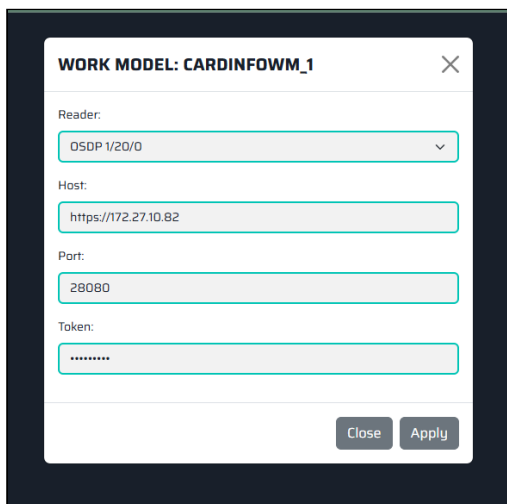 WORK MODEL: CARDINFOWM_1
Reader:
OSDP 1/20/0
Host:
https://172.27.10.82
Port:
28080
Token:
•••••••••
Close Apply